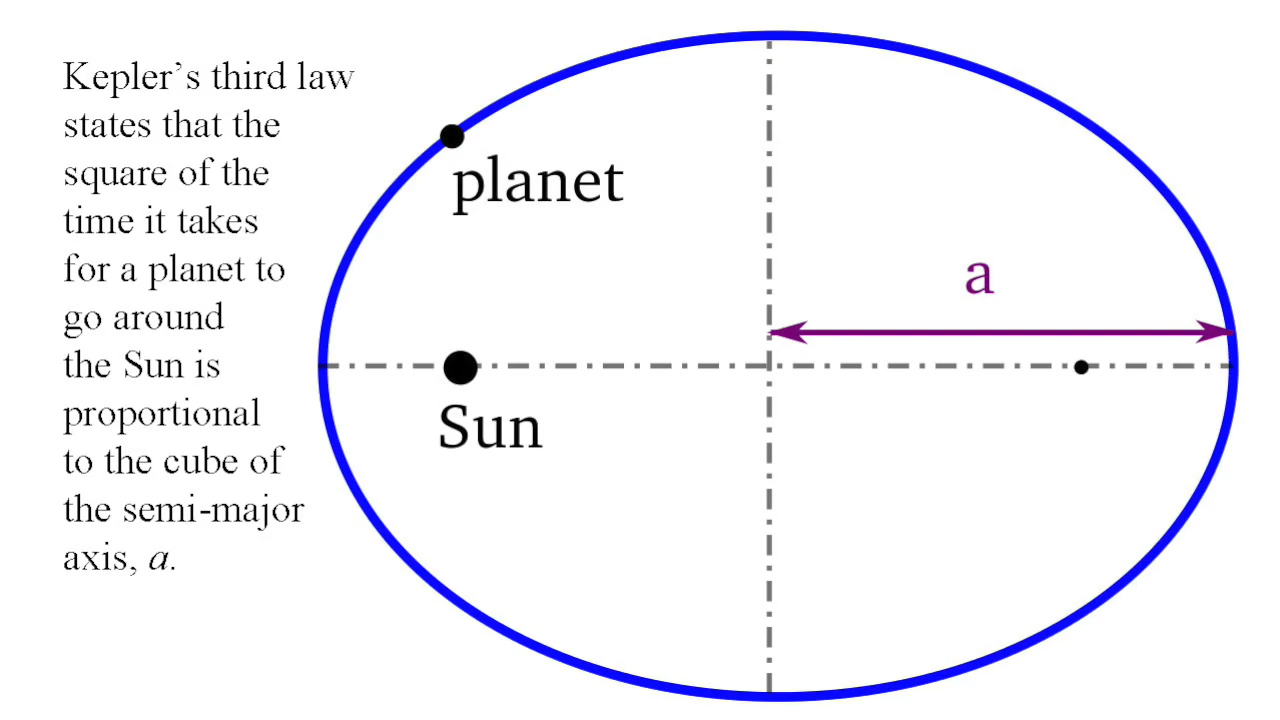 Kepler’s third law
states that the
square of the
time it takes
for a planet to
go around
the Sun is
proportional
to the cube of
the semi-major
axis, a.
planet
a
Sun